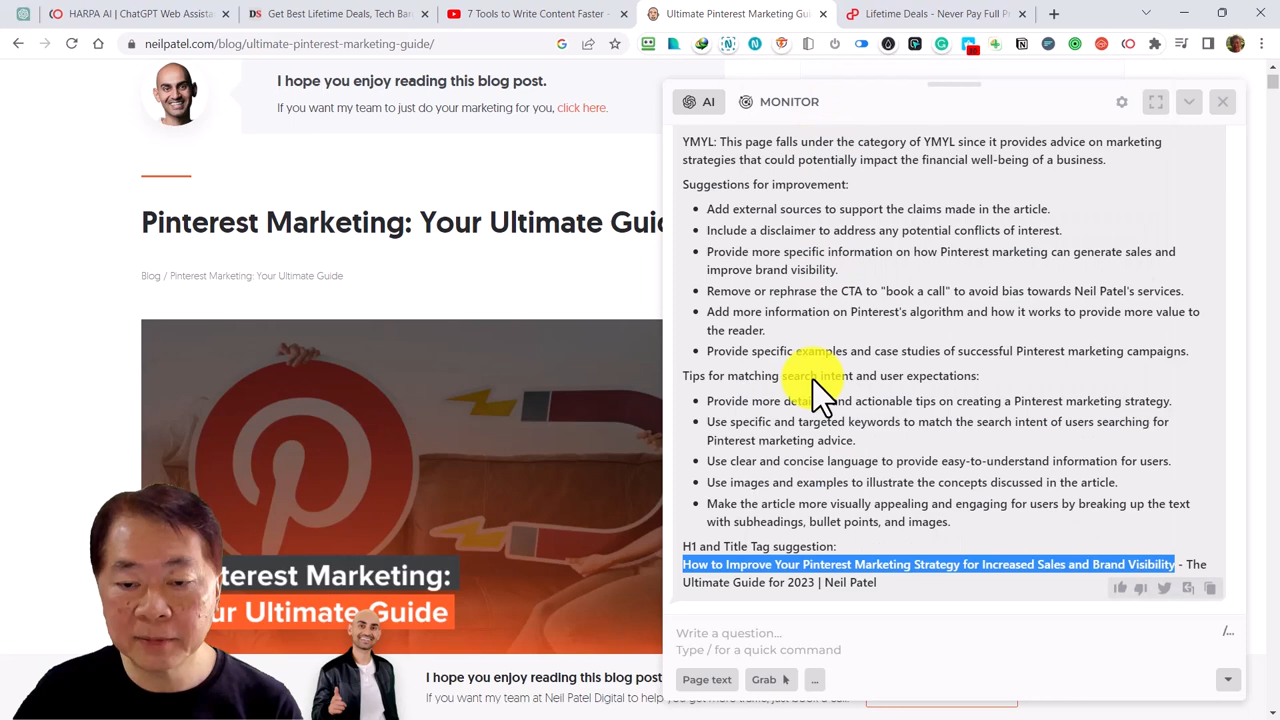 HARPA AI | ChatGPT Web Assista
Get Best Lifetime Deals, Tech Bar
7 Tools to Write Content Faster -
Ultimate Pinterest Marketing Gu
Lifetime Deals - Never Pay Full P
neilpatel.com/blog/ultimate-pinterest-marketing-guide/
I hope you enjoy reading this blog post.
If you want my team to just do your marketing for you, click here.
Pinterest Marketing: Your Ultimate Guid
Blog / Pinterest Marketing: Your Ultimate Guide
terest Marketing:
ur Ultimate Guide
I hope you enjoy reading this blog post
If you want my team at Neil Patel Digital to help
AI
MONITOR
YMYL: This page falls under the category of YMYL since it provides advice on marketing
strategies that could potentially impact the financial well-being of a business.
Suggestions for improvement:
• Add external sources to support the claims made in the article.
• Include a disclaimer to address any potential conflicts of interest.
• Provide more specific information on how Pinterest marketing can generate sales and
improve brand visibility.
• Remove or rephrase the CTA to "book a call" to avoid bias towards Neil Patel's services.
• Add more information on Pinterest's algorithm and how it works to provide more value to
the reader.
• Provide specific examples and case studies of successful Pinterest marketing campaigns.
Tips for matching search intent and user expectations:
• Provide more and actionable tips on creating a Pinterest marketing strategy.
• Use specific and targeted keywords to match the search intent of users searching for
Pinterest marketing advice.
• Use clear and concise language to provide easy-to-understand information for users.
• Use images and examples to illustrate the concepts discussed in the article.
• Make the article more visually appealing and engaging for users by breaking up the text
with subheadings, bullet points, and images.
H1 and Title Tag suggestion:
How to Improve Your Pinterest Marketing Strategy for Increased Sales and Brand Visibility - The
Ultimate Guide for 2023 | Neil Patel
Write a question...
Type / for a quick command
/...
Page text
Grab
...